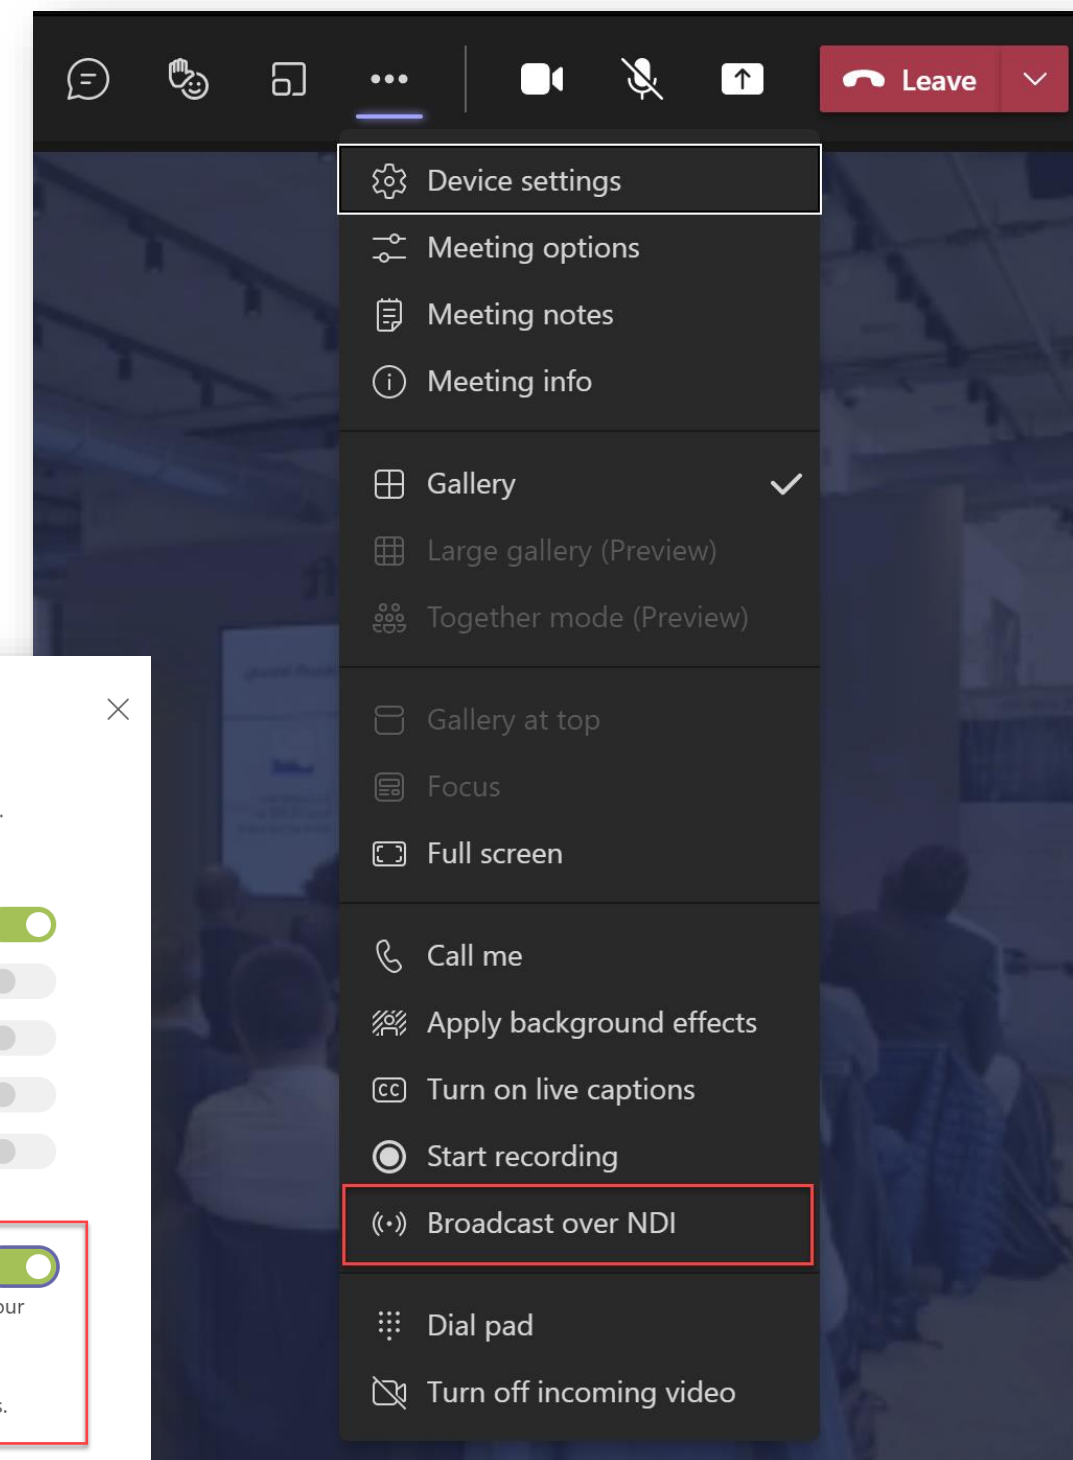 Leave
Device settings
Meeting options
Meeting notes
Meeting info
Gallery
Large gallery (Preview)
Together mode (Preview)
Gallery at top
Focus
Full screen
Call me
Apply background effects
CC Turn on live captions
Start recording
Broadcast over NDI
Dial pad
Turn off incoming video